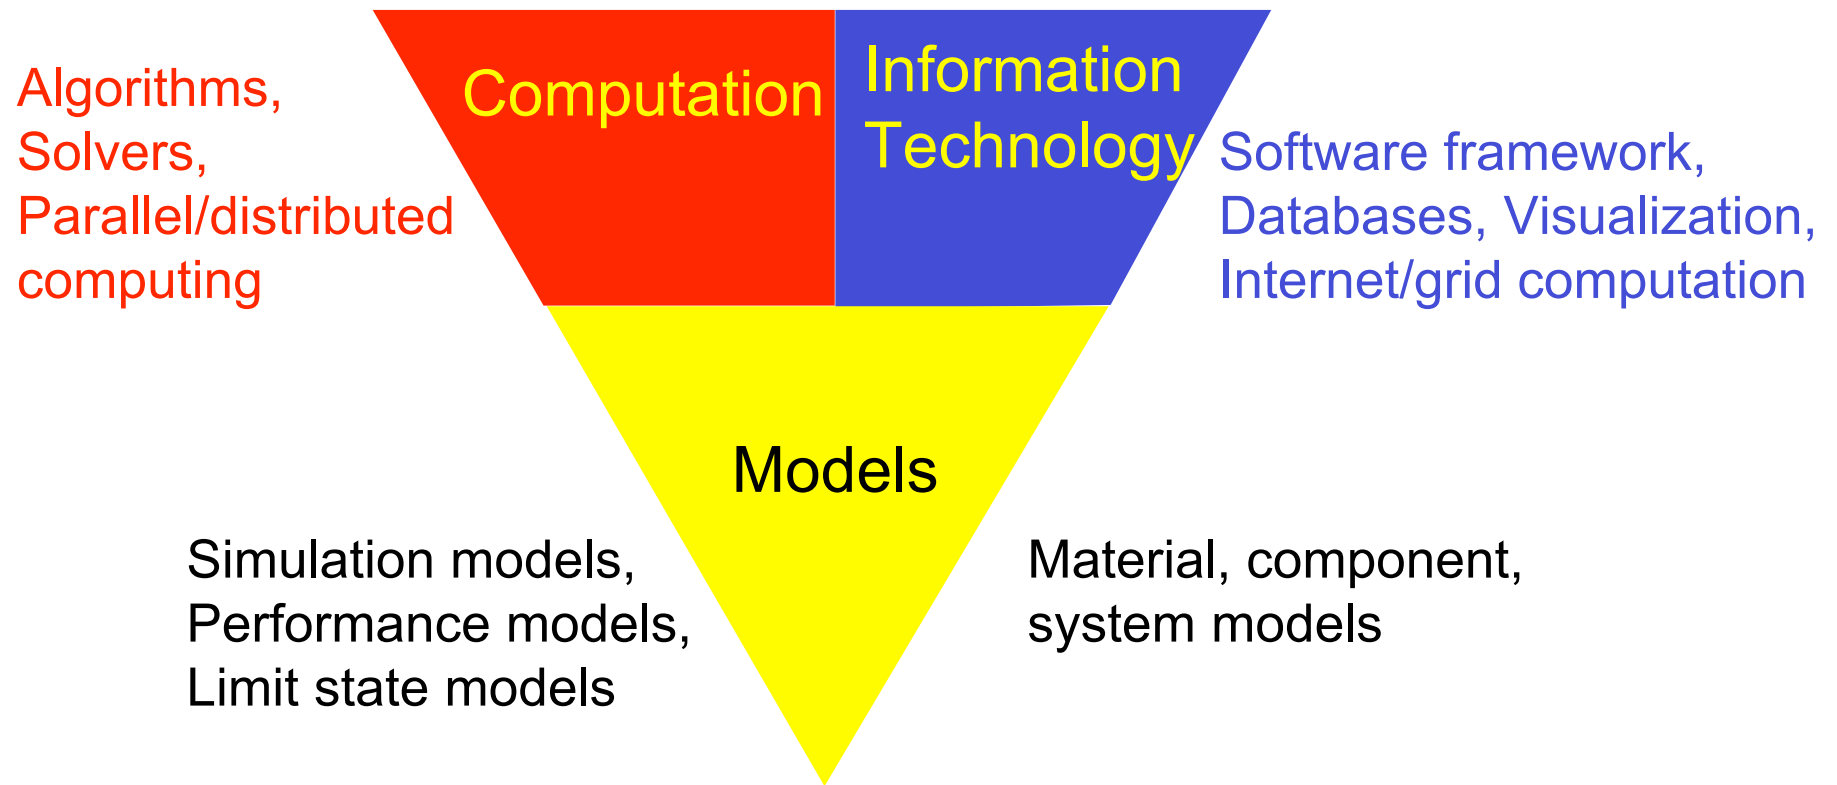 Algorithms,
Solvers,
Parallel/distributed
computing
Computation
Information
Technology
Software framework,
Databases, Visualization,
Internet/grid computation
Models
Simulation models,
Performance models,
Limit state models
Material, component,
system models